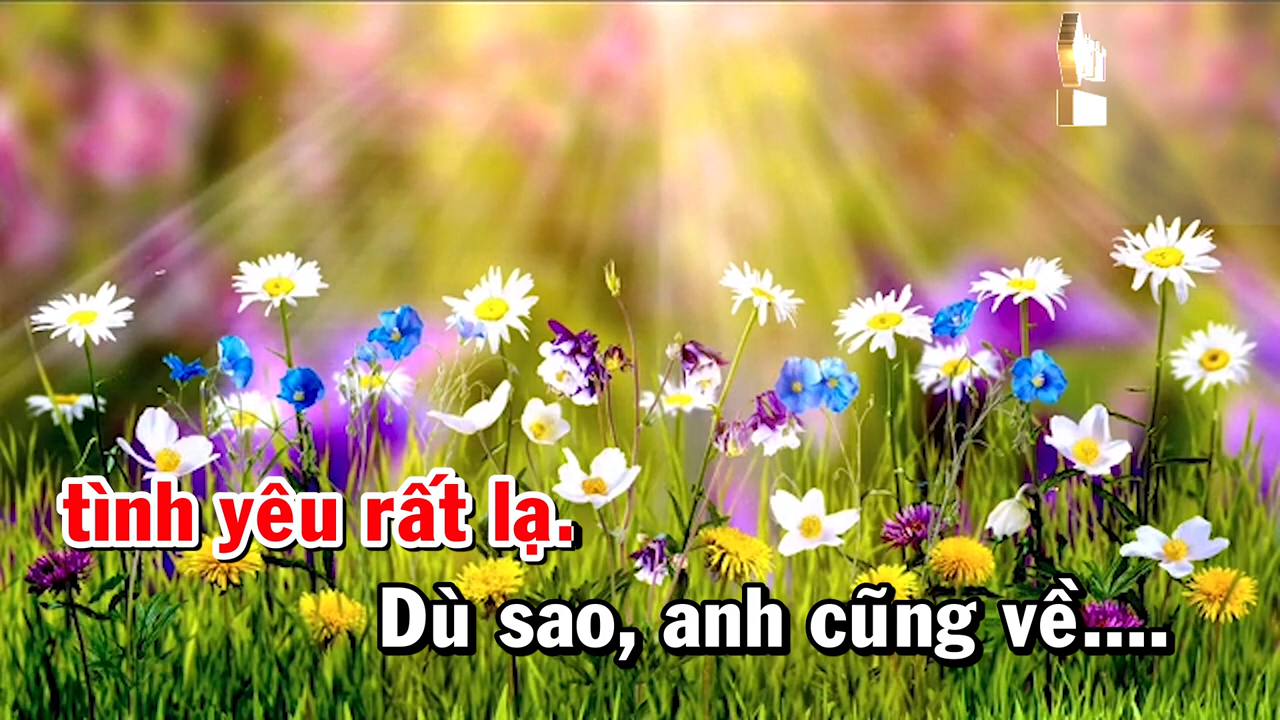 tình yêu rất lạ.
Dù sao, anh cũng về....